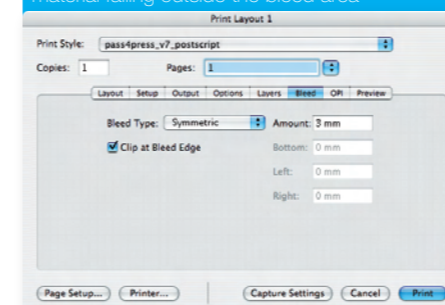 material falling outside the bleed area
Print Layout 1
Print Style: pass4press_v7_postscript
Copies: 1 Pages: 1
Layout Setup Output Options Layers Bleed OPI Preview
Bleed Type: Symmetric Amount: 3 mm
Clip at Bleed Edge Bottom: 0 mm
Left: 0 mm
Right: 0 mm
Page Setup... Printer... Capture Settings Cancel Print